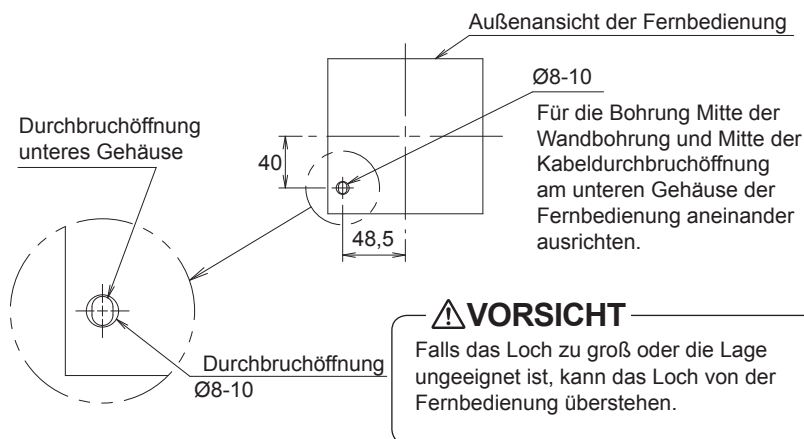 Außenansicht der Fernbedienung
Ø8-10
Für die Bohrung Mitte der
Wandbohrung und Mitte der
Kabeldurchbruchöffnung
am unteren Gehäuse der
Fernbedienung aneinander
ausrichten.
Durchbruchöffnung
unteres Gehäuse
40
48,5
Durchbruchöffnung
Ø8-10
VORSICHT
Falls das Loch zu groß oder die Lage
ungeeignet ist, kann das Loch von der
Fernbedienung überstehen.